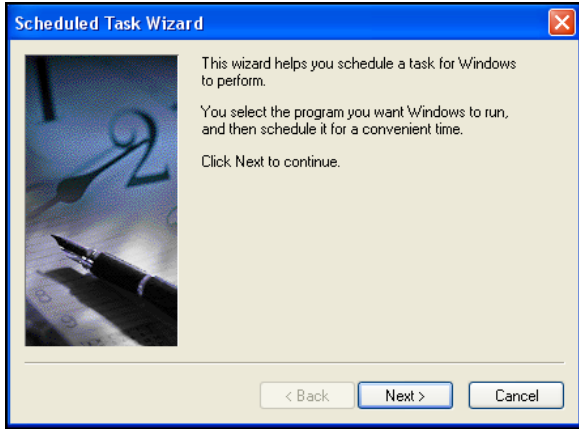 Scheduled Task Wizard
This wizard helps you schedule a task for Windows
to perform.
You select the program you want Windows to run,
and then schedule it for a convenient time.
Click Next to continue.
2
< Back
Next >
Cancel